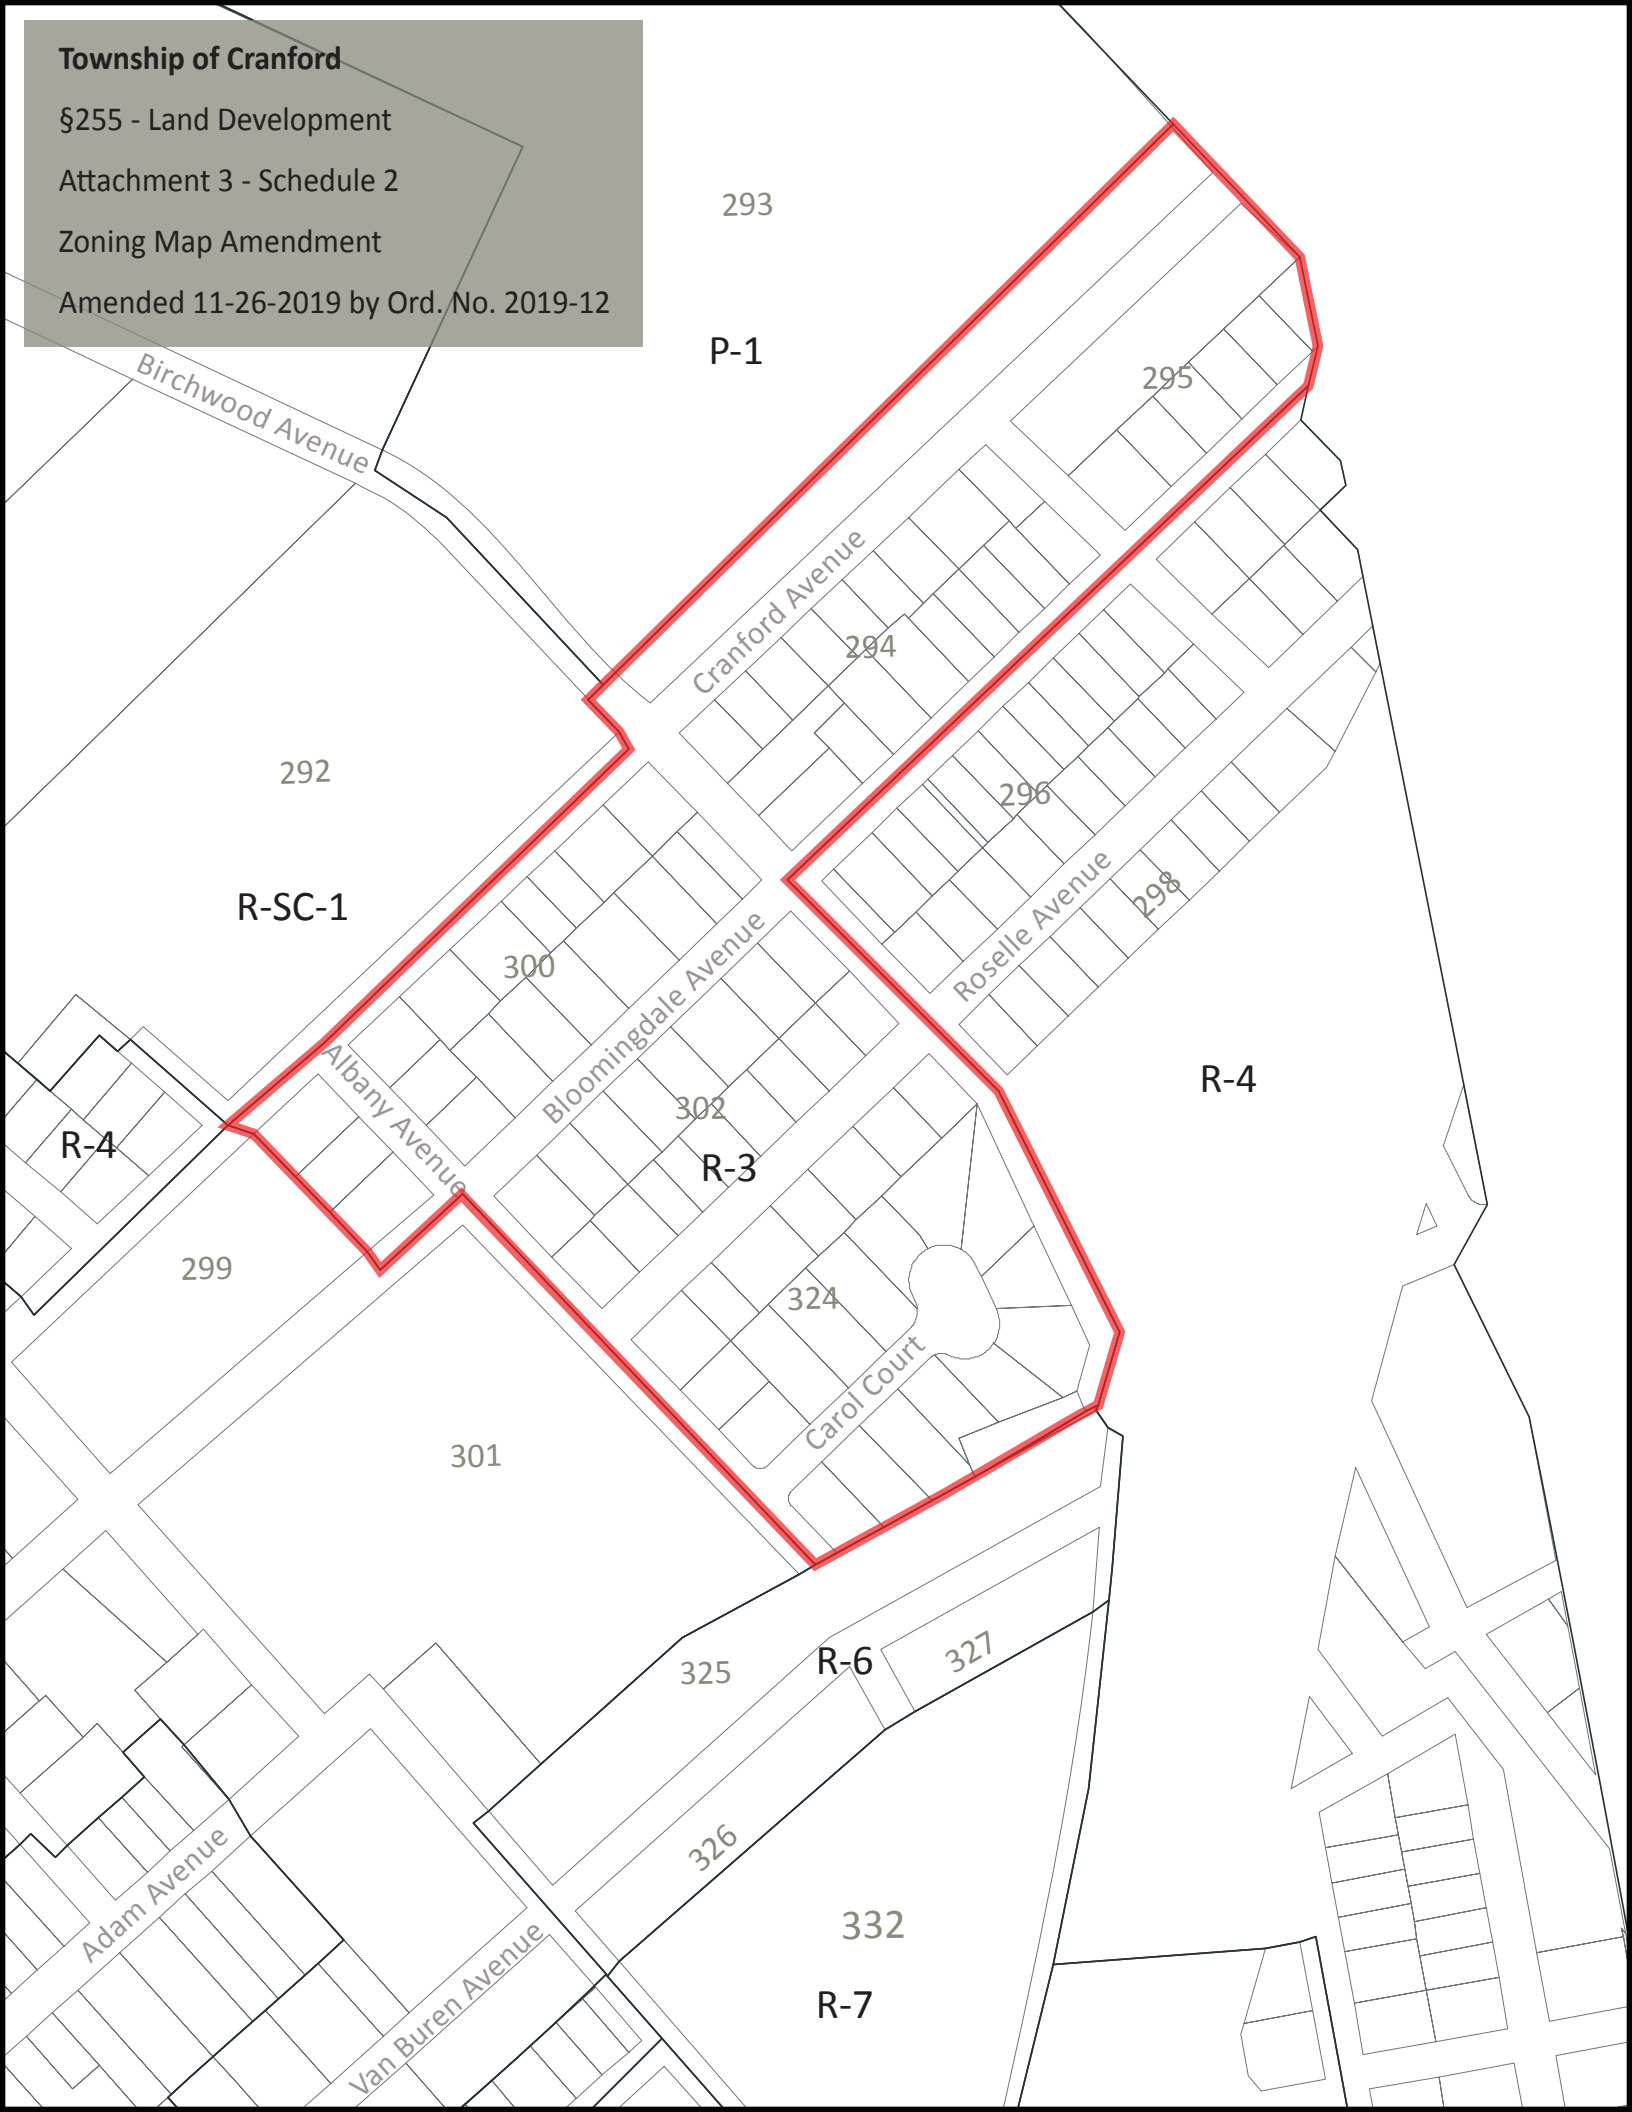 Township of Cranford
§255 - Land Development
Attachment 3 - Schedule 2
Zoning Map Amendment
Amended 11-26-2019 by Ord. No. 2019-12
293
P-1
Birchwood Avenue
295
Cranford Avenue
294
292
296
R-SC-1
Roselle Avenue
298
300
Bloomingdale Avenue
Albany Avenue
R-4
302
R-4
R-3
299
324
Carol Court
301
325
R-6
327
326
Adam Avenue
332
Van Buren Avenue
R-7